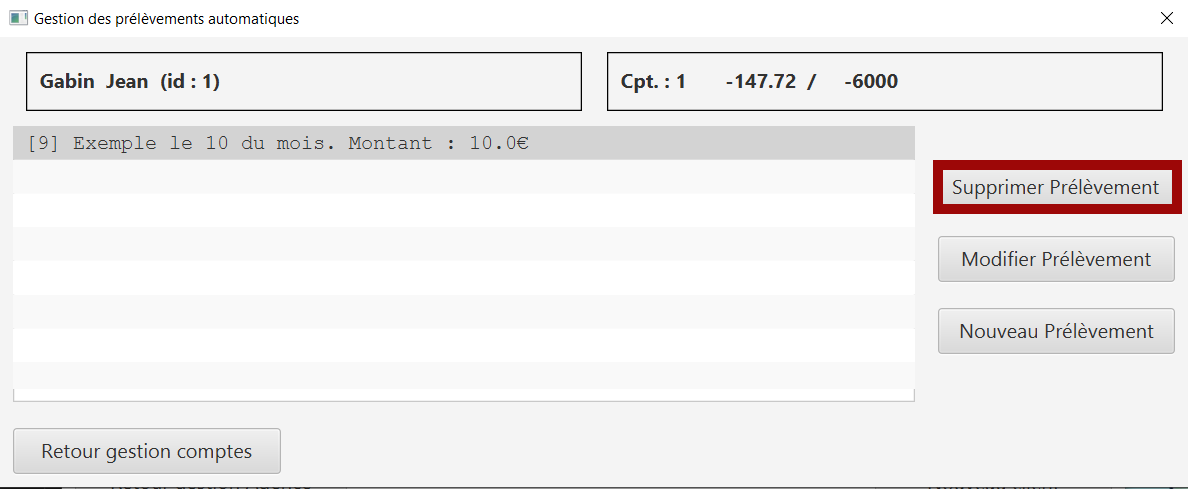 Gestion des prélèvements automatiques
Gabin Jean (id : 1)
Cpt. : 1 -147.72 / -6000
[9] Exemple le 10 du mois. Montant : 10.0€
Supprimer Prélèvement
Modifier Prélèvement
Nouveau Prélèvement
Retour gestion comptes